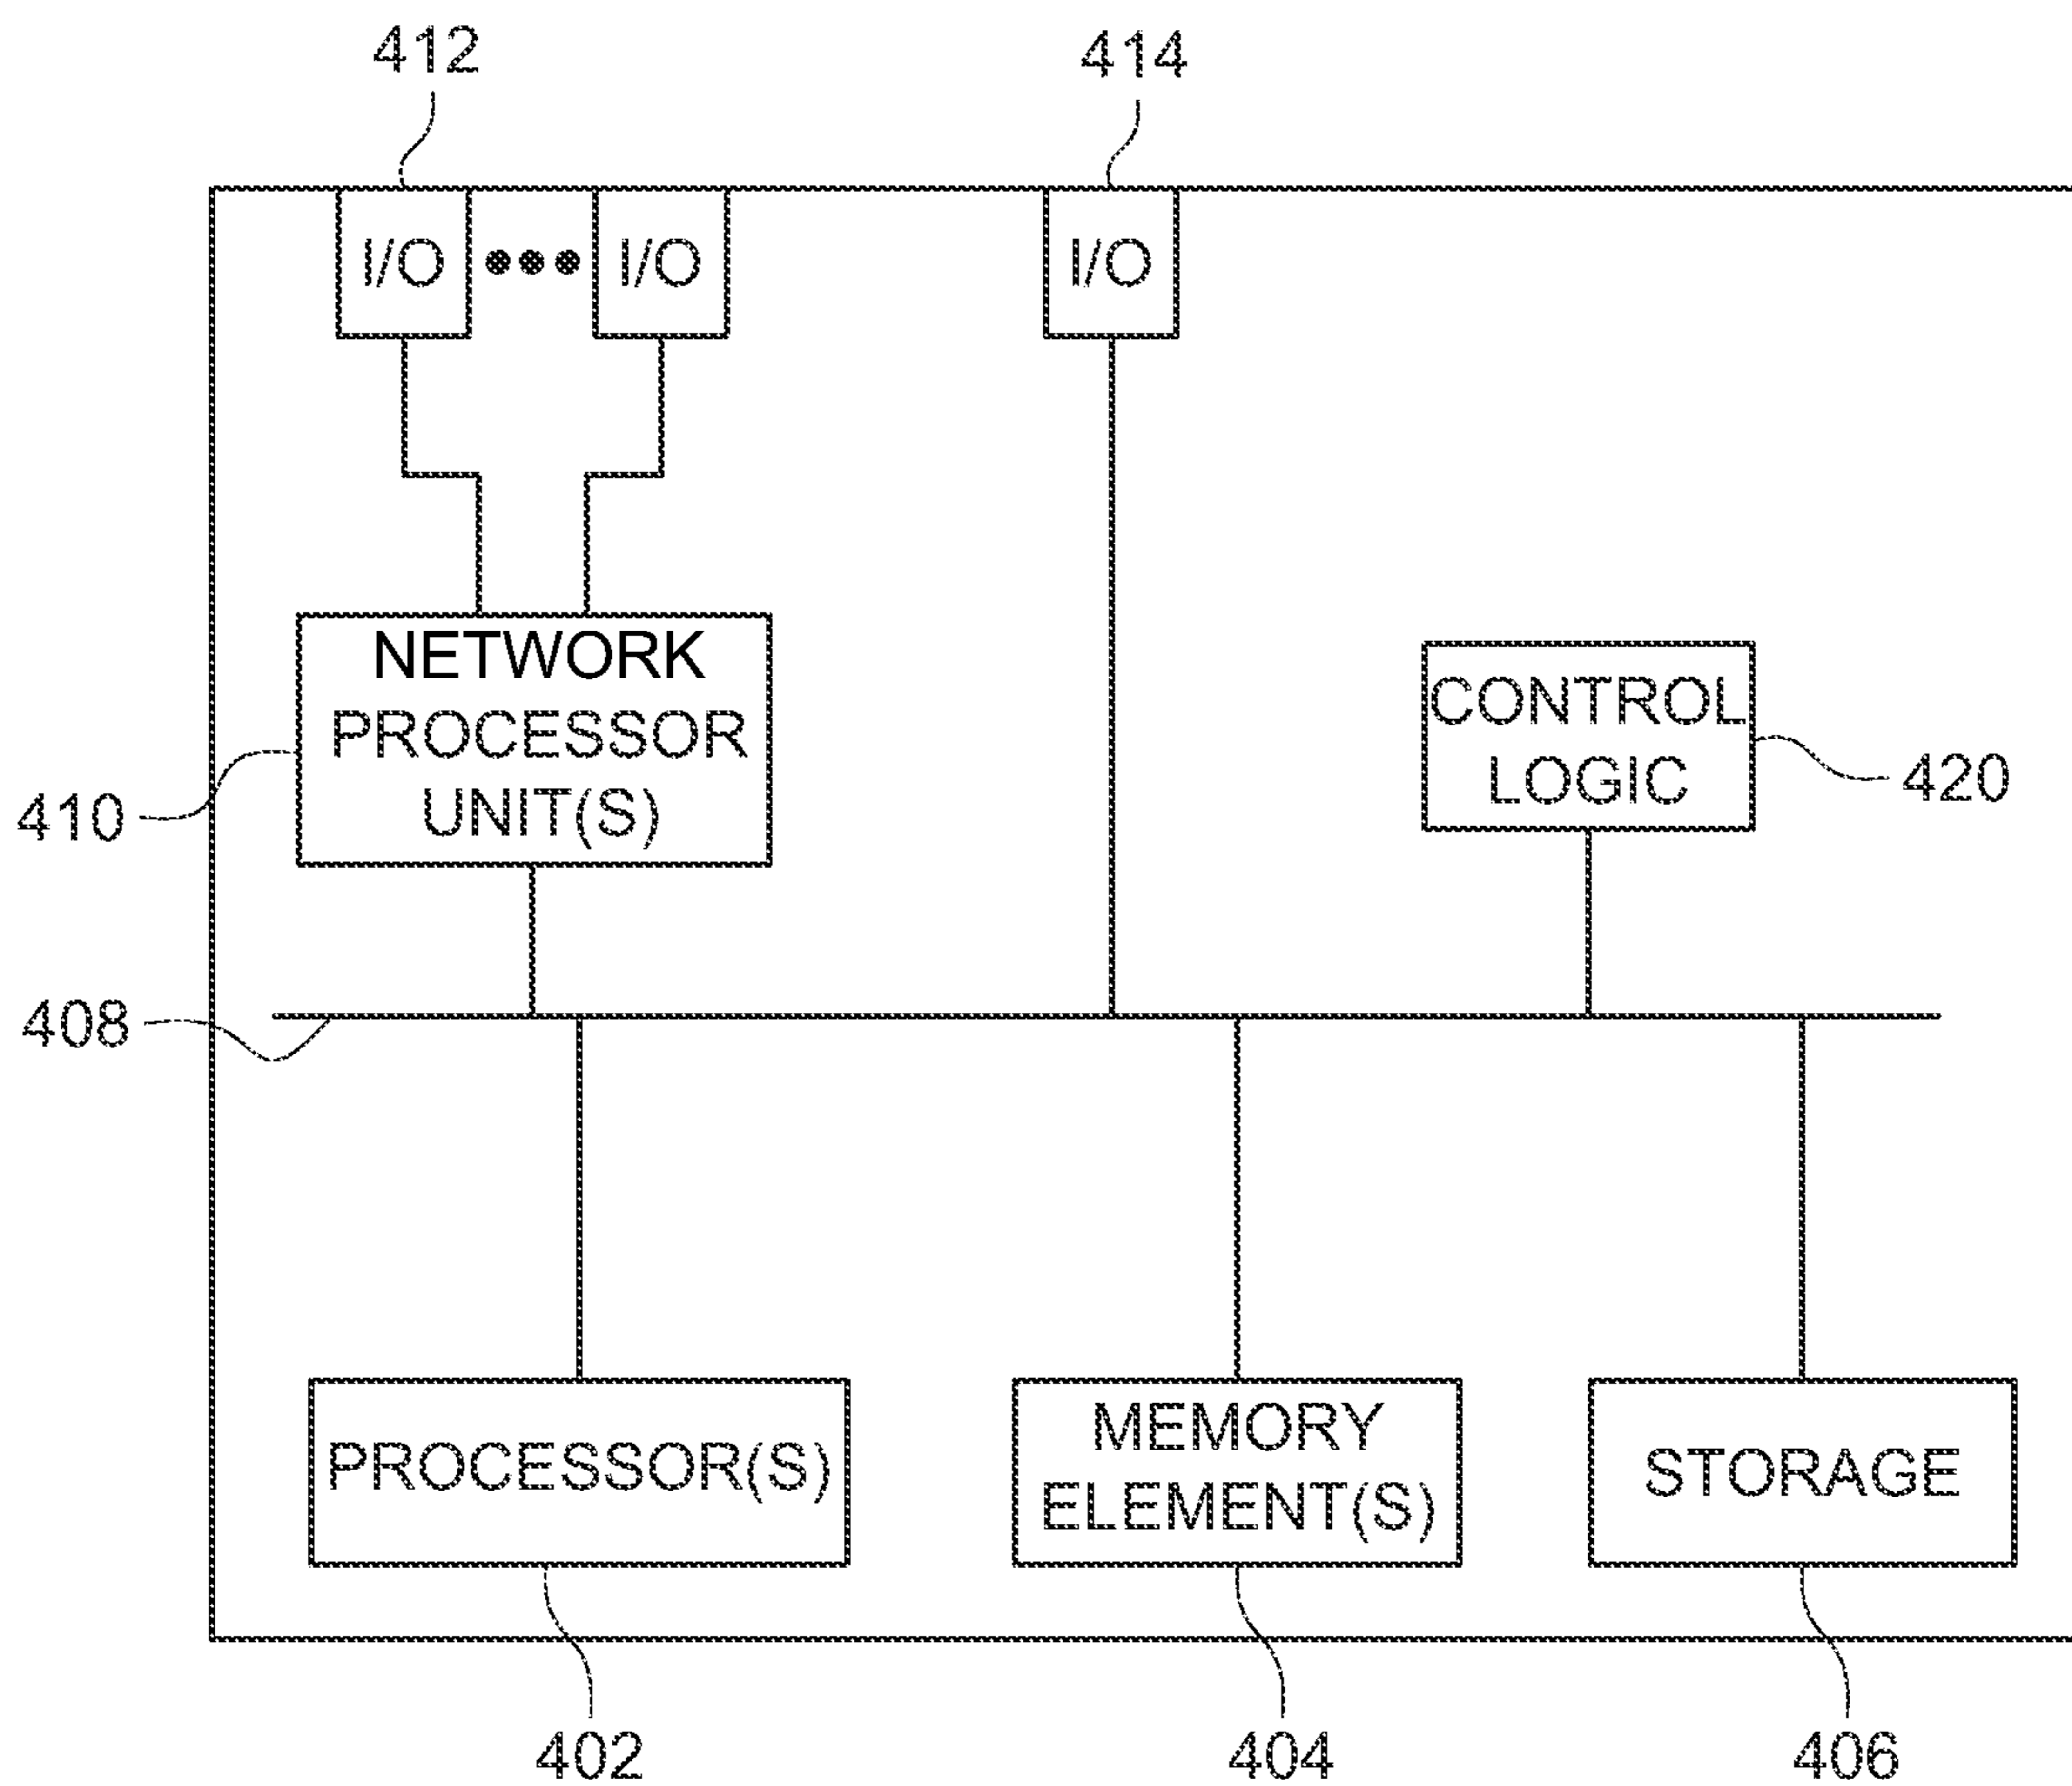 412
414
I/O
I/O
I/O
NETWORK
PROCESSOR
UNIT(S)
410
CONTROL
LOGIC
420
408
PROCESSOR(S)
MEMORY
ELEMENT(S)
STORAGE
402
404
406